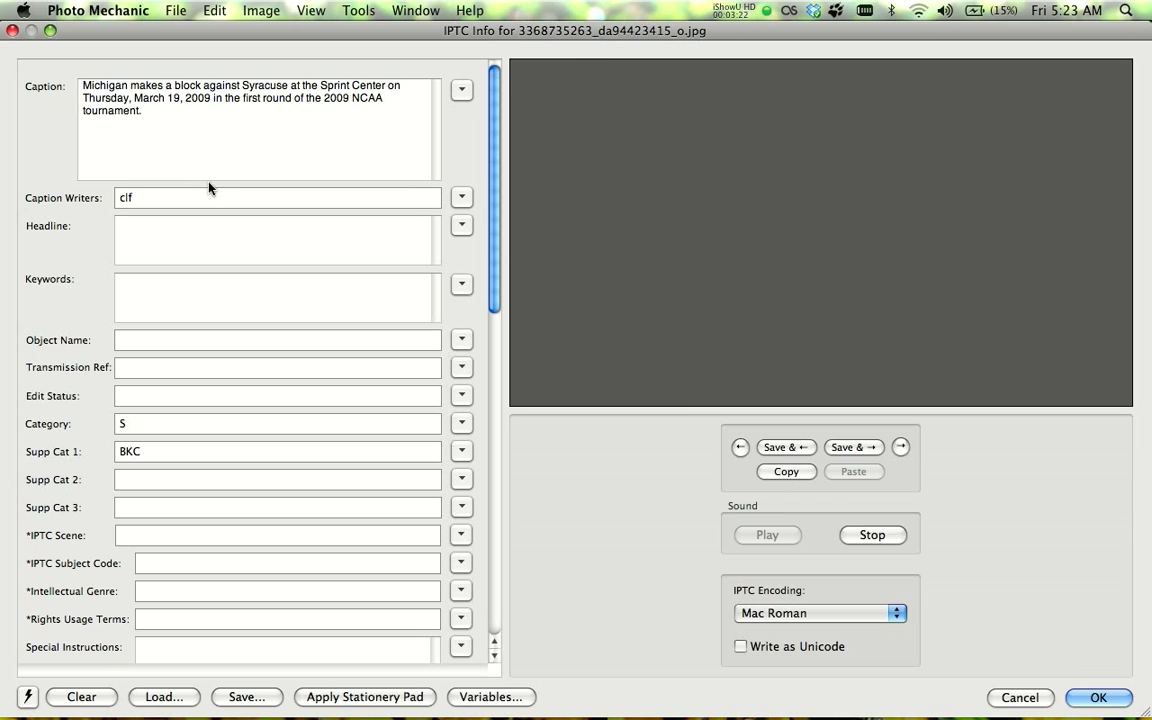 Photo Mechanic File Edit Image View Tools Window Help iShowU HD 00:03:22 OS (15%) Fri 5:23 AM
IPTC Info for 3368735263_da94423415_o.jpg
Caption:
Michigan makes a block against Syracuse at the Sprint Center on
Thursday, March 19, 2009 in the first round of the 2009 NCAA
tournament.
Caption Writers: clf
Headline:
Keywords:
Object Name:
Transmission Ref:
Edit Status:
Category: S
Supp Cat 1: BKC
Supp Cat 2:
Supp Cat 3:
*IPTC Scene:
*IPTC Subject Code:
*Intellectual Genre:
*Rights Usage Terms:
Special Instructions:
Save & ← Save & →
Copy Paste
Sound
Play Stop
IPTC Encoding:
Mac Roman
Write as Unicode
Clear Load... Save... Apply Stationery Pad Variables... Cancel OK